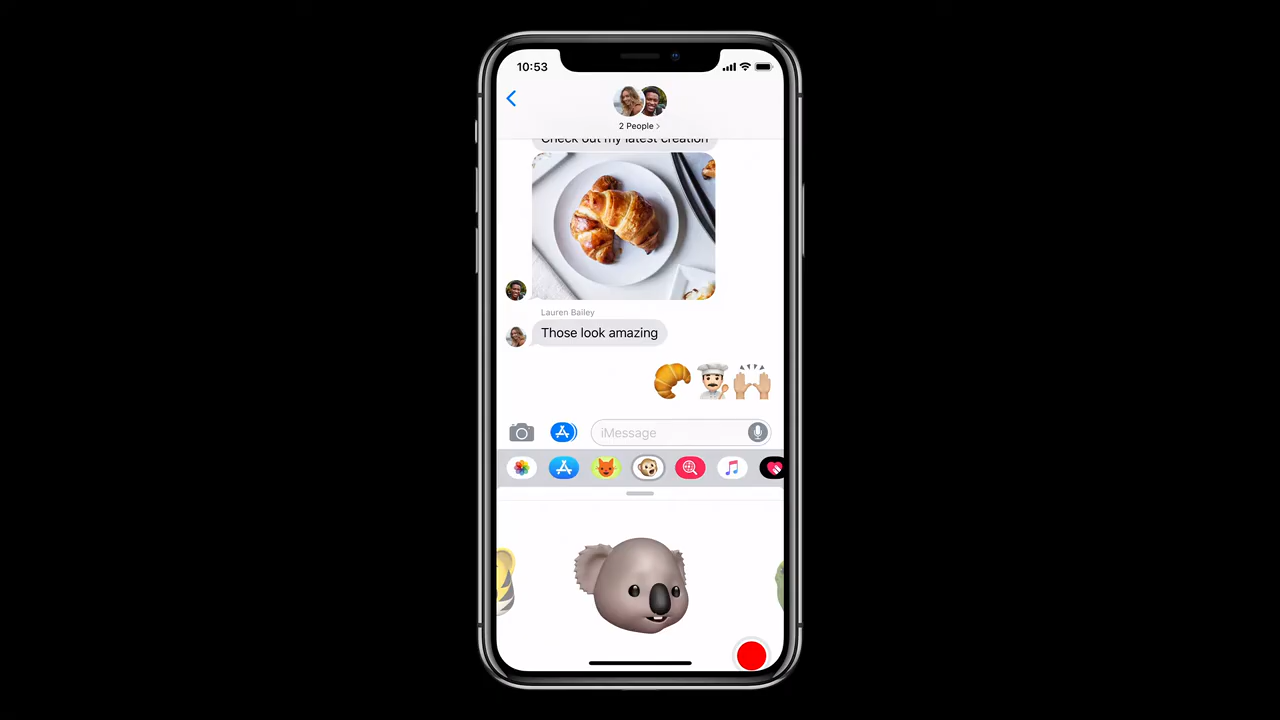 10:53
2 People >
Check out my latest creation
Lauren Bailey
Those look amazing
iMessage